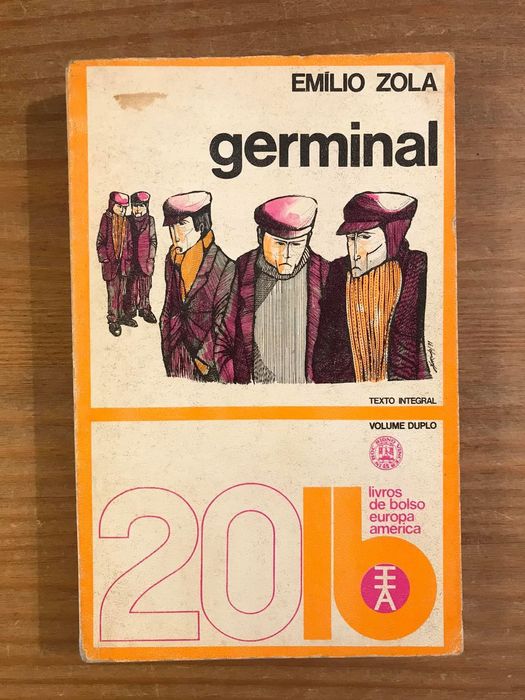 EMÍLIO ZOLA
germinal
TEXTO INTEGRAL
VOLUME DUPLO
20 lb
livros
de bolso
europa
america